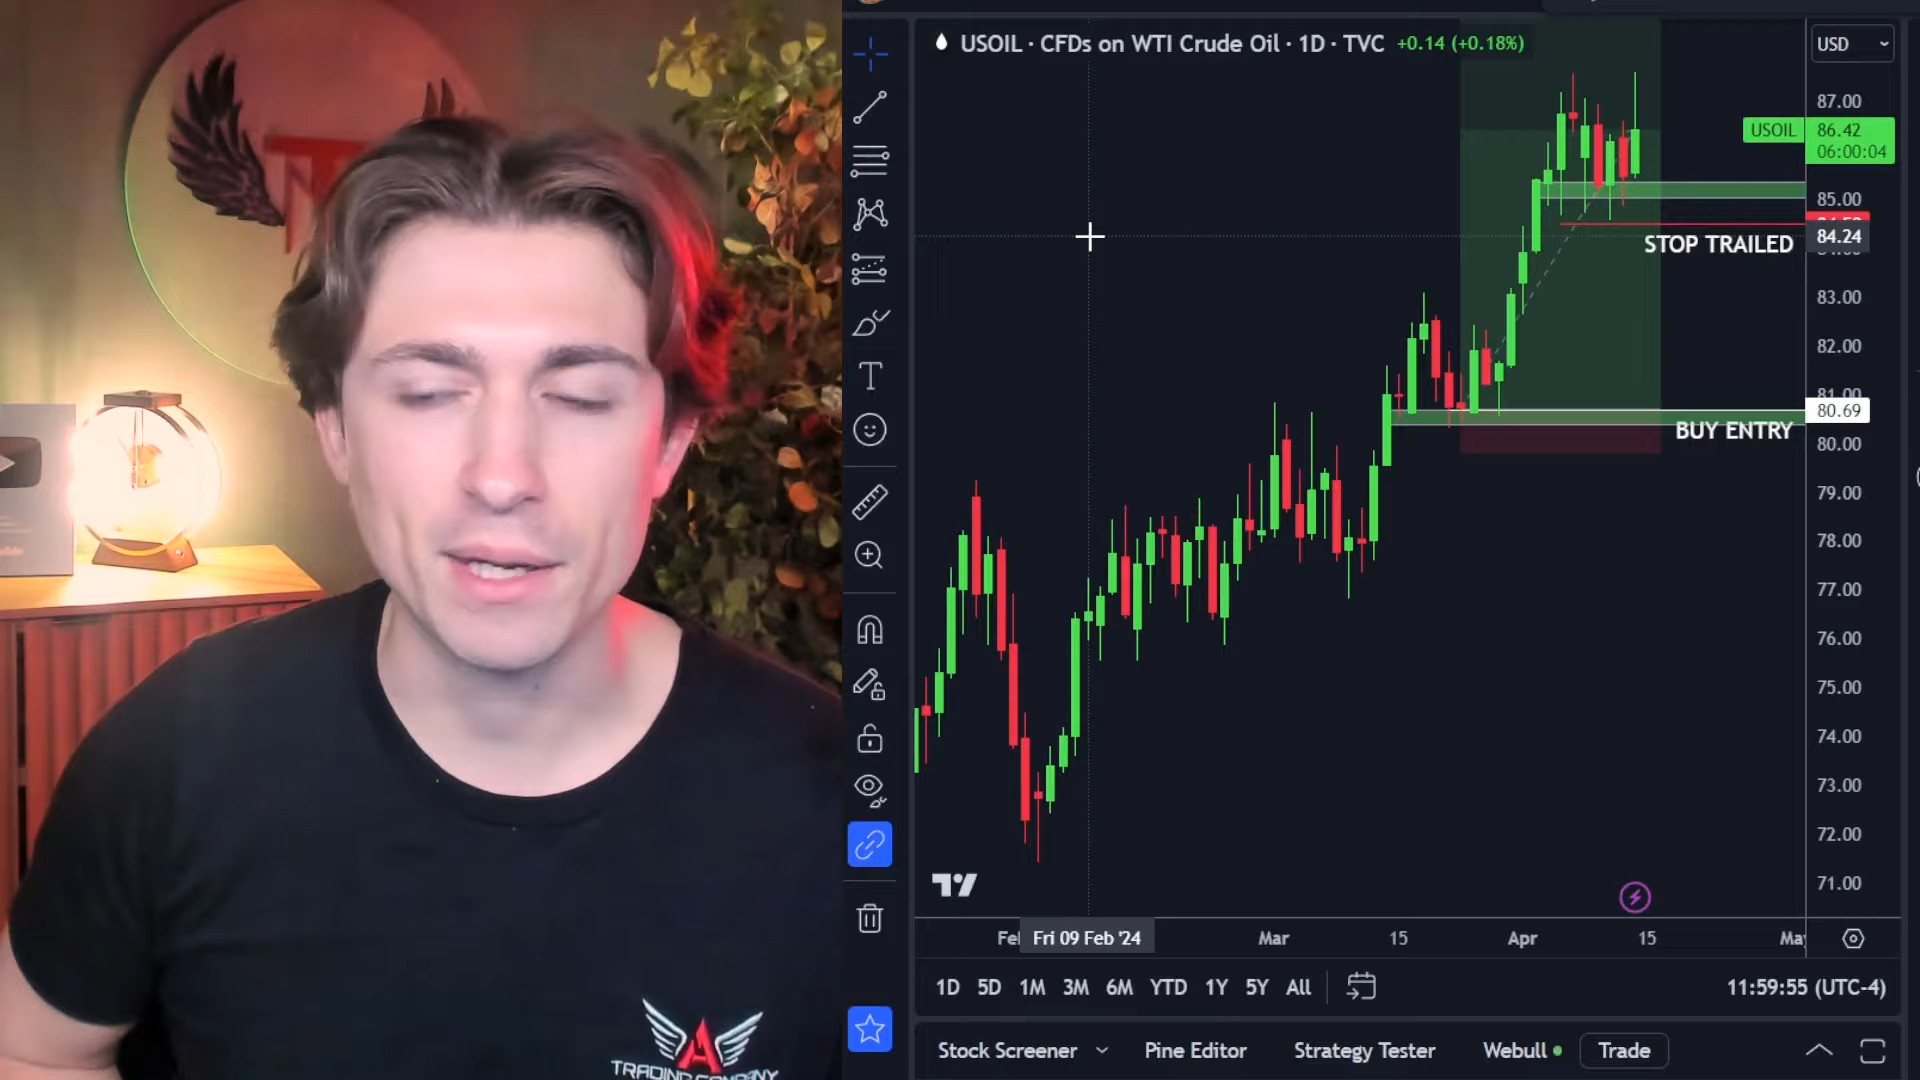 USOIL · CFDs on WTI Crude Oil · 1D · TVC +0.14 (+0.18%)
USD
87.00
USOIL 86.42
06:00:04
85.00
84.24
STOP TRAILED
83.00
82.00
81.00
80.69
BUY ENTRY
80.00
79.00
78.00
77.00
76.00
75.00
74.00
73.00
72.00
71.00
Fri 09 Feb '24
Mar
15
Apr
15
1D 5D 1M 3M 6M YTD 1Y 5Y All
11:59:55 (UTC-4)
Stock Screener
Pine Editor
Strategy Tester
Webull
Trade
TRADING COMPANY